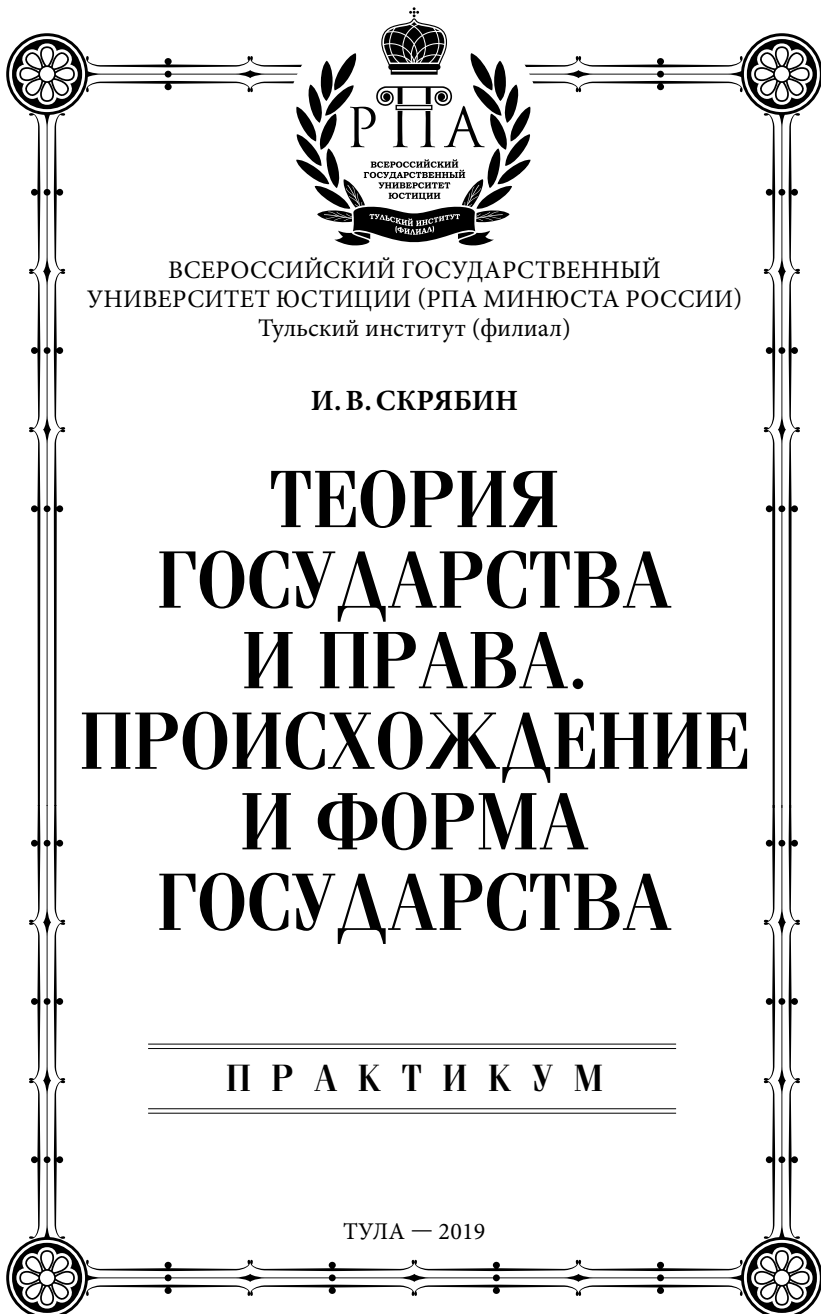 РПА
ВСЕРОССИЙСКИЙ
ГОСУДАРСТВЕННЫЙ
УНИВЕРСИТЕТ
ЮСТИЦИИ
ТУЛЬСКИЙ ИНСТИТУТ
(ФИЛИАЛ)
ВСЕРОССИЙСКИЙ ГОСУДАРСТВЕННЫЙ
УНИВЕРСИТЕТ ЮСТИЦИИ (РПА МИНЮСТА РОССИИ)
Тульский институт (филиал)
И. В. СКРЯБИН
ТЕОРИЯ
ГОСУДАРСТВА
И ПРАВА.
ПРОИСХОЖДЕНИЕ
И ФОРМА
ГОСУДАРСТВА
ПРАКТИКУМ
ТУЛА — 2019